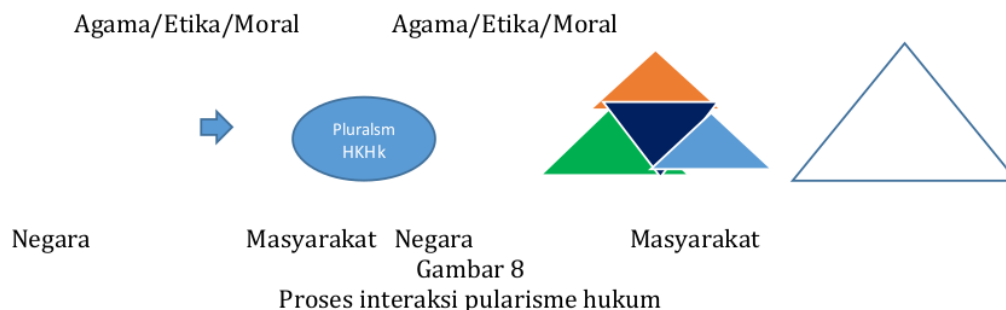 Agama/Etika/Moral Agama/Etika/Moral
Pluralsm
HKHk
Negara Masyarakat Negara Masyarakat
Gambar 8
Proses interaksi pularisme hukum